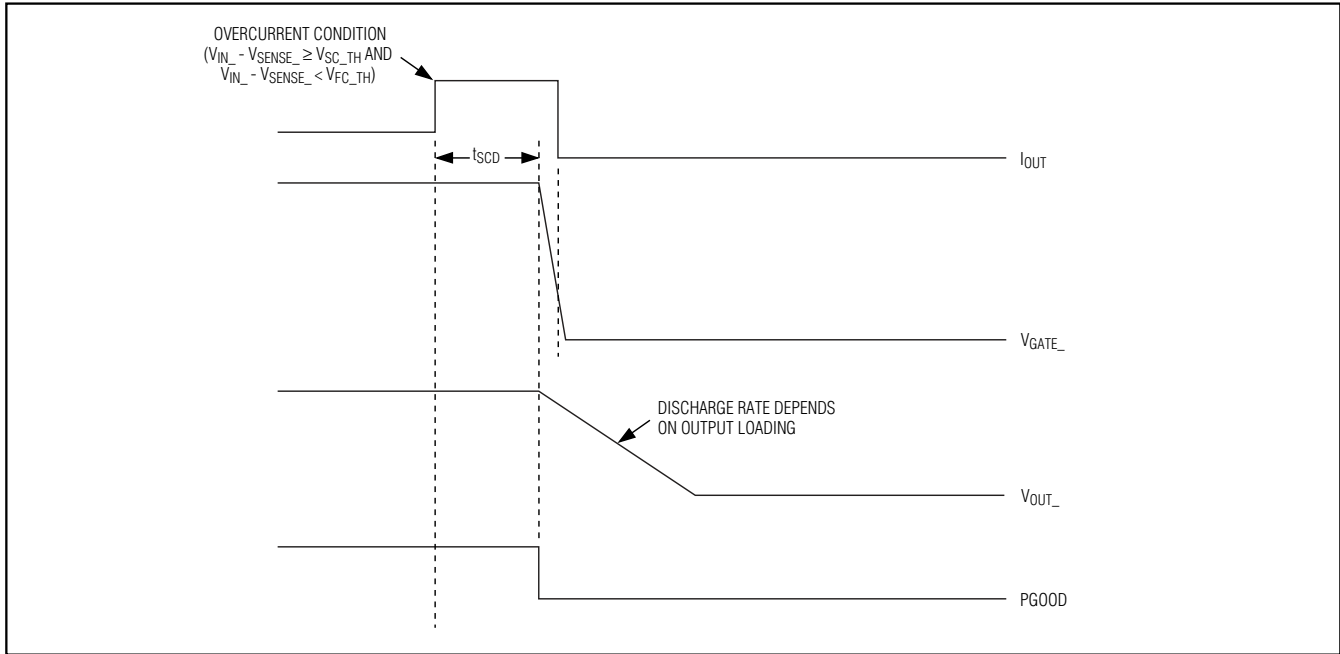 OVERCURRENT CONDITION
(VIN_ - VSENSE_ ≥ VSC_TH AND
VIN_ - VSENSE_ < VFC_TH)
tSCD
IOUT
VGATE_
DISCHARGE RATE DEPENDS
ON OUTPUT LOADING
VOUT_
PGOOD